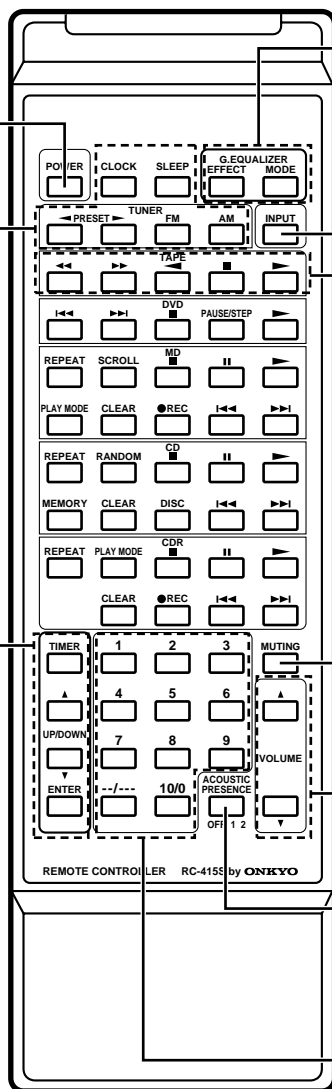 POWER CLOCK SLEEP G.EQUALIZER
EFFECT MODE
TUNER
◄ PRESET ► FM AM INPUT
TAPE
◄◄ ►► ◄ ■ ►
DVD
I◄◄ ►►I ■ PAUSE/STEP ►
MD
REPEAT SCROLL ■ II ►
PLAY MODE CLEAR ●REC I◄◄ ►►I
CD
REPEAT RANDOM ■ II ►
MEMORY CLEAR DISC I◄◄ ►►I
CDR
REPEAT PLAY MODE ■ II ►
CLEAR ●REC I◄◄ ►►I
TIMER 1 2 3 MUTING
▲ 4 5 6 ▲
UP/DOWN 7 8 9 VOLUME
▼
ENTER --/--- 10/0 ACOUSTIC
PRESENCE
OFF 1 2 ▼
REMOTE CONTROLLER RC-415S by ONKYO